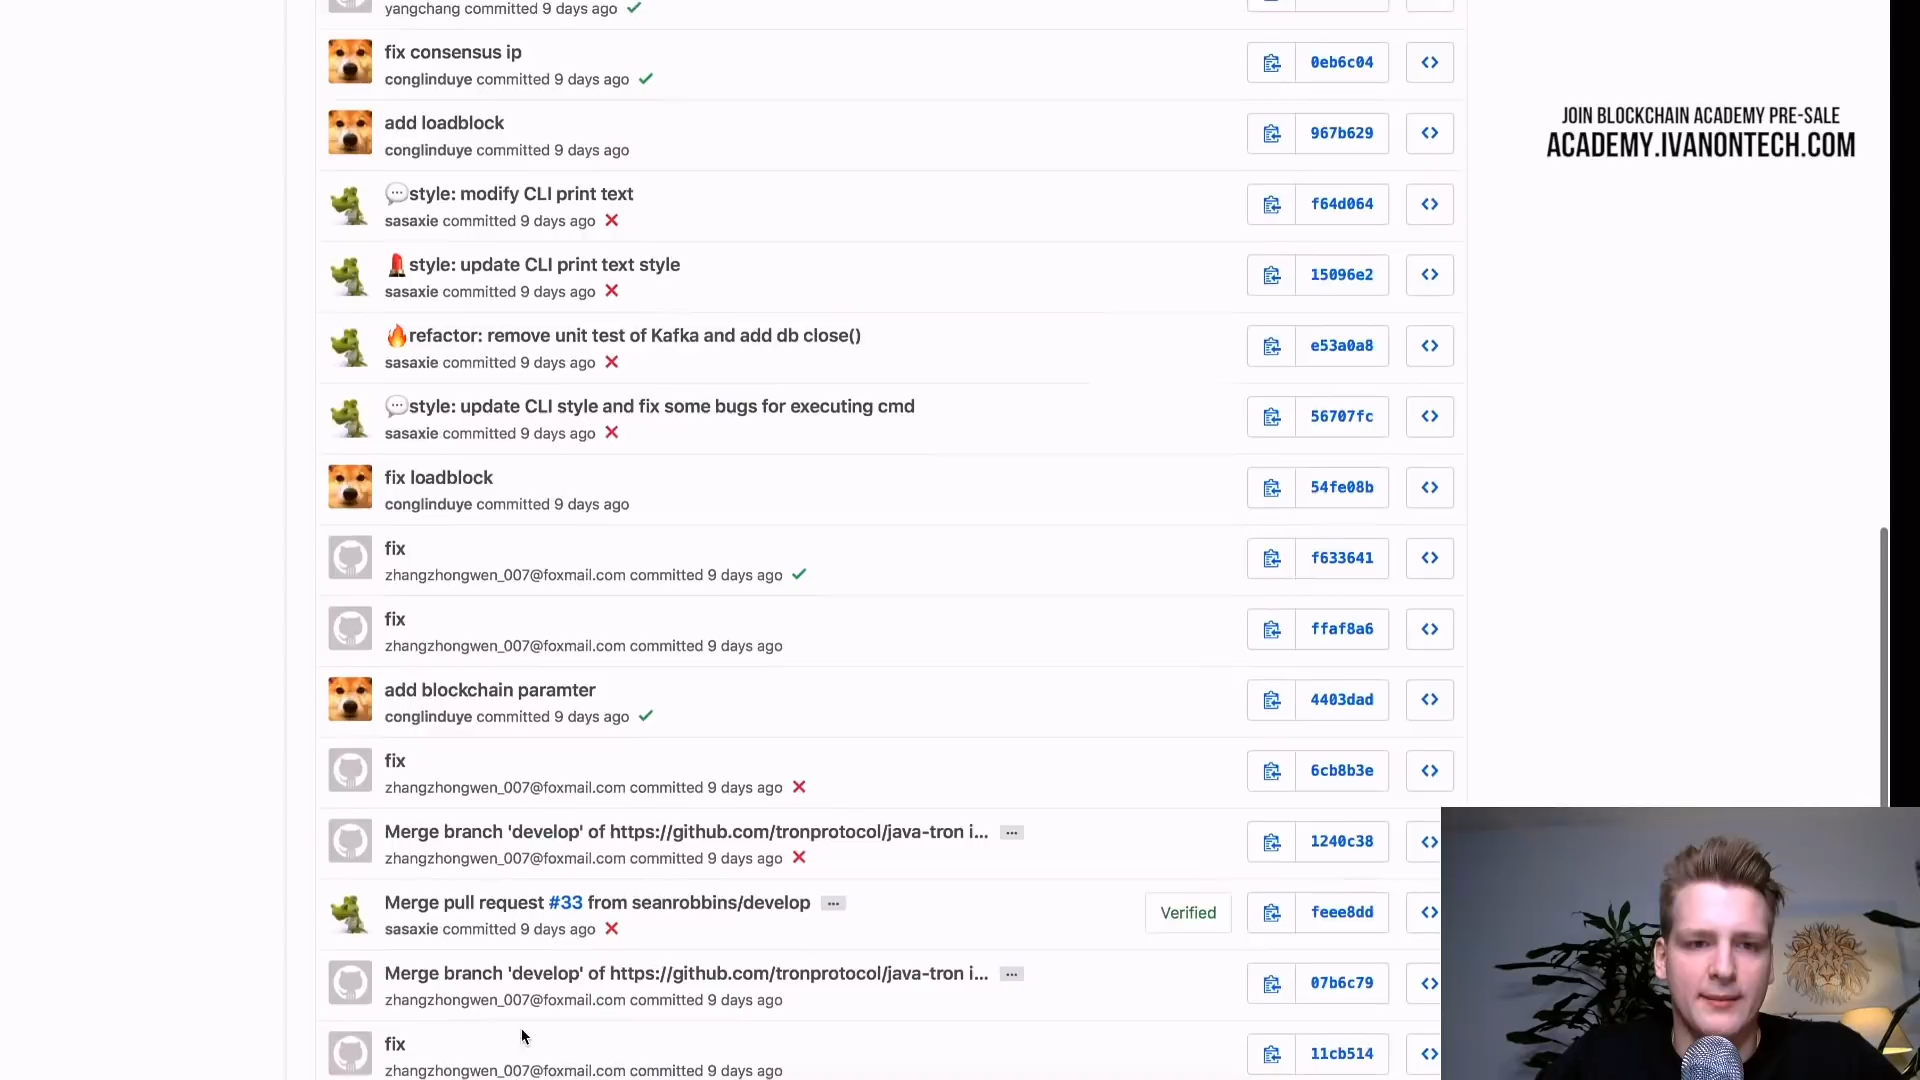 yangchang committed 9 days ago
fix consensus ip
conglinduye committed 9 days ago
0eb6c04
add loadblock
conglinduye committed 9 days ago
967b629
style: modify CLI print text
sasaxie committed 9 days ago
f64d064
style: update CLI print text style
sasaxie committed 9 days ago
15096e2
refactor: remove unit test of Kafka and add db close()
sasaxie committed 9 days ago
e53a0a8
style: update CLI style and fix some bugs for executing cmd
sasaxie committed 9 days ago
56707fc
fix loadblock
conglinduye committed 9 days ago
54fe08b
fix
zhangzhongwen_007@foxmail.com committed 9 days ago
f633641
fix
zhangzhongwen_007@foxmail.com committed 9 days ago
ffaf8a6
add blockchain paramter
conglinduye committed 9 days ago
4403dad
fix
zhangzhongwen_007@foxmail.com committed 9 days ago
6cb8b3e
Merge branch 'develop' of https://github.com/tronprotocol/java-tron i...
zhangzhongwen_007@foxmail.com committed 9 days ago
1240c38
Merge pull request #33 from seanrobbins/develop
sasaxie committed 9 days ago
Verified
feee8dd
Merge branch 'develop' of https://github.com/tronprotocol/java-tron i...
zhangzhongwen_007@foxmail.com committed 9 days ago
07b6c79
fix
zhangzhongwen_007@foxmail.com committed 9 days ago
11cb514
JOIN BLOCKCHAIN ACADEMY PRE-SALE
ACADEMY.IVANONTECH.COM